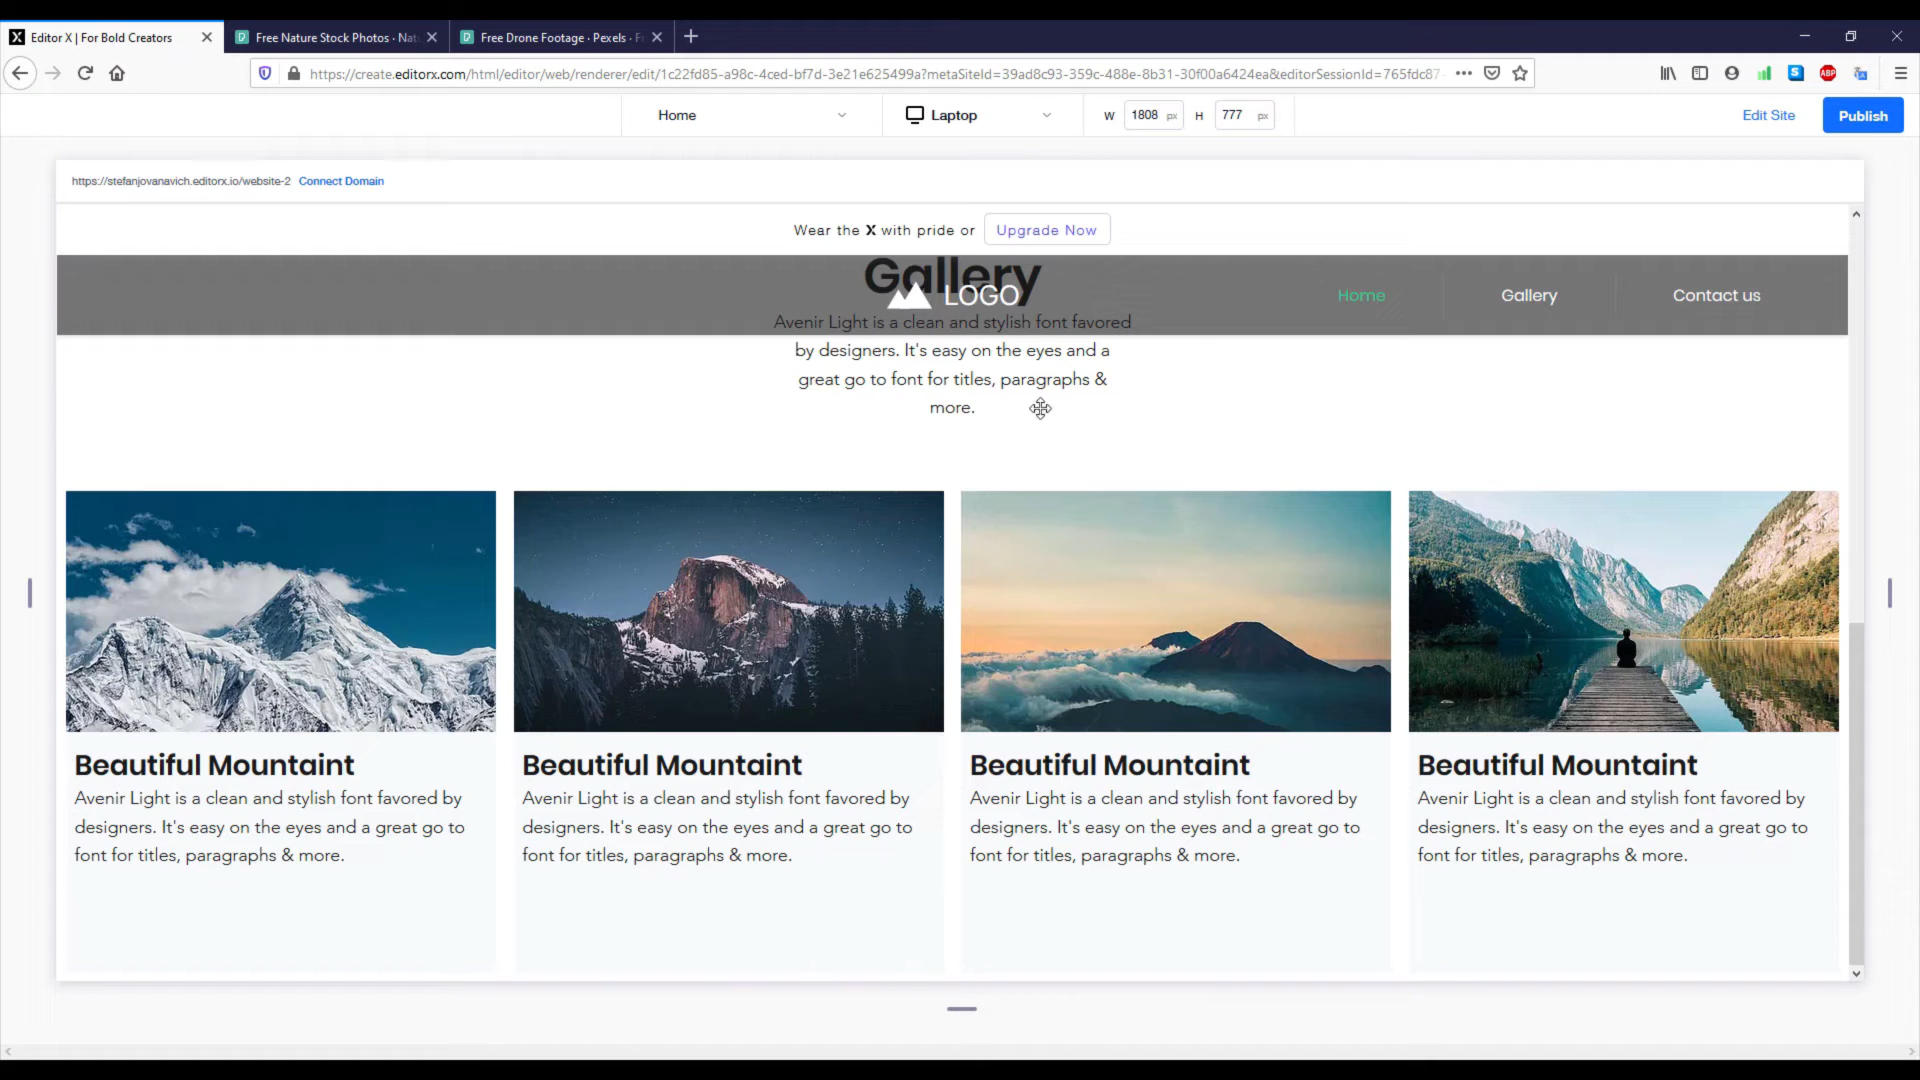 Editor X | For Bold Creators
Free Nature Stock Photos · Nat
Free Drone Footage · Pexels · F
https://create.editorx.com/html/editor/web/renderer/edit/1c22fd85-a98c-4ced-bf7d-3e21e625499a?metaSiteId=39ad8c93-359c-488e-8b31-30f00a6424ea&editorSessionId=765fdc87
ABP
Home
Laptop
W 1808 px H 777 px
Edit Site
Publish
https://stefanjovanavich.editorx.io/website-2 Connect Domain
Wear the X with pride or Upgrade Now
Gallery
LOGO
Home
Gallery
Contact us
Avenir Light is a clean and stylish font favored
by designers. It's easy on the eyes and a
great go to font for titles, paragraphs &
more.
Beautiful Mountaint
Avenir Light is a clean and stylish font favored by
designers. It's easy on the eyes and a great go to
font for titles, paragraphs & more.
Beautiful Mountaint
Avenir Light is a clean and stylish font favored by
designers. It's easy on the eyes and a great go to
font for titles, paragraphs & more.
Beautiful Mountaint
Avenir Light is a clean and stylish font favored by
designers. It's easy on the eyes and a great go to
font for titles, paragraphs & more.
Beautiful Mountaint
Avenir Light is a clean and stylish font favored by
designers. It's easy on the eyes and a great go to
font for titles, paragraphs & more.